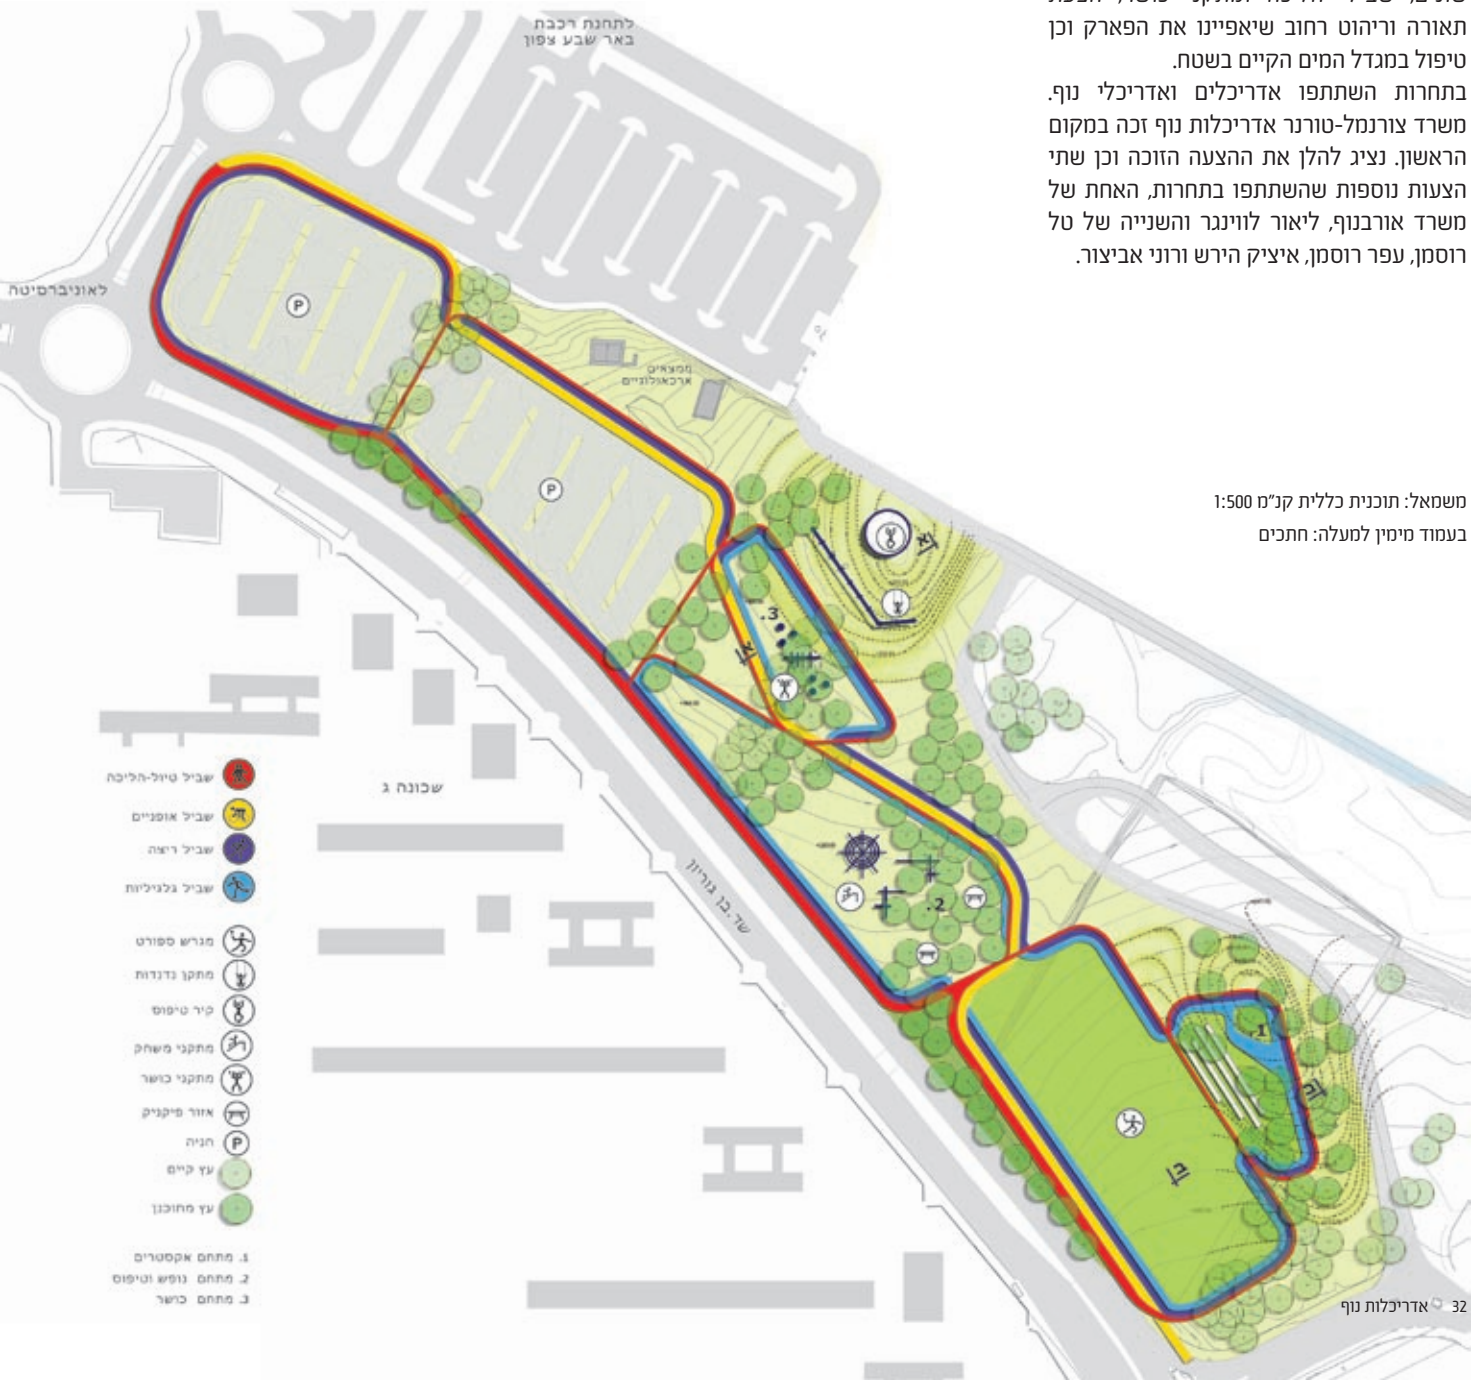 תאורה וריהוט רחוב שיאפיינו את הפארק וכן
טיפול במגדל המים הקיים בשטח.
בתחרות השתתפו אדריכלים ואדריכלי נוף.
משרד צורנמל-טורנר אדריכלות נוף זכה במקום
הראשון. נציג להלן את ההצעה הזוכה וכן שתי
הצעות נוספות שהשתתפו בתחרות, האחת של
משרד אורבנוף, ליאור לווינגר והשנייה של טל
רוסמן, עפר רוסמן, איציק הירש ורוני אביצור.
משמאל: תוכנית כללית קנ"מ 1:500
בעמוד מימין למעלה: חתכים
לתחנת רכבת
באר שבע צפון
לאוניברסיטה
P
ממצאים
ארכאולוגיים
P
3.
2.
1.
שכונה ג
שד. בן גוריון
שביל טיול-הליכה
שביל אופניים
שביל ריצה
שביל גלגיליות
מגרש ספורט
מתקן נדנדות
קיר טיפוס
מתקני משחק
מתקני כושר
אזור פיקניק
P חניה
עץ קיים
עץ מתוכנן
1. מתחם אקסטרים
2. מתחם נופש וטיפוס
3. מתחם כושר
32 אדריכלות נוף